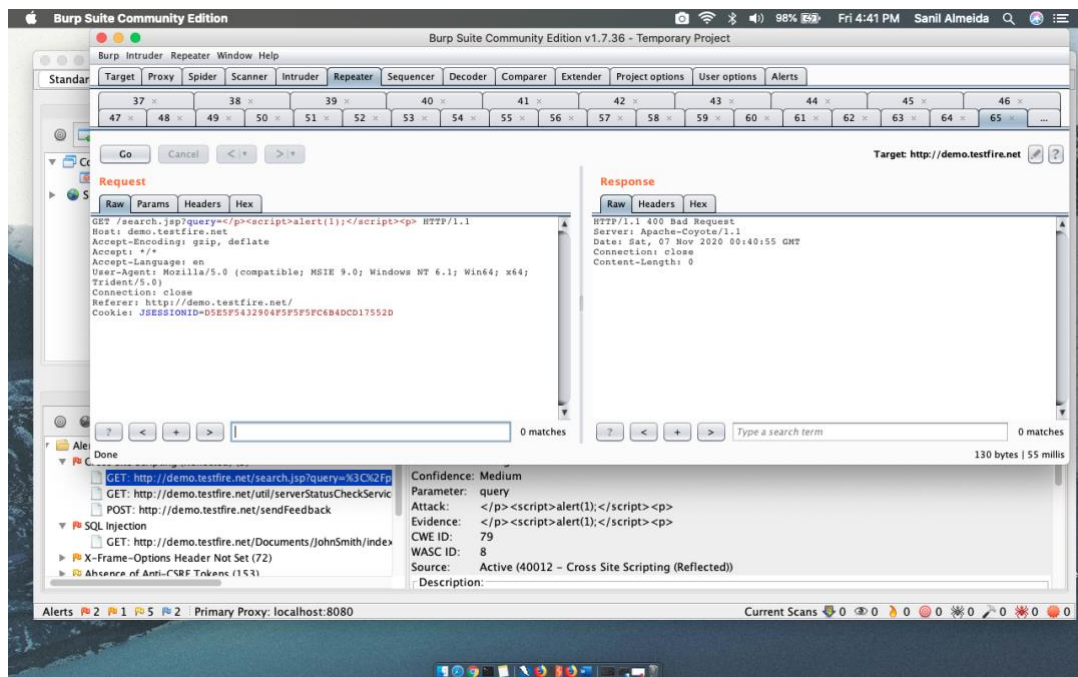 Burp Suite Community Edition
98%
Fri 4:41 PM Sanil Almeida
Burp Suite Community Edition v1.7.36 - Temporary Project
Burp Intruder Repeater Window Help
Standar
Target Proxy Spider Scanner Intruder Repeater Sequencer Decoder Comparer Extender Project options User options Alerts
37 × 38 × 39 × 40 × 41 × 42 × 43 × 44 × 45 × 46 ×
47 × 48 × 49 × 50 × 51 × 52 × 53 × 54 × 55 × 56 × 57 × 58 × 59 × 60 × 61 × 62 × 63 × 64 × 65 × ...
Go Cancel < > Target: http://demo.testfire.net ?
Co
S
Request
Raw Params Headers Hex
GET /search.jsp?query=</p><script>alert(1);</script><p> HTTP/1.1
Host: demo.testfire.net
Accept-Encoding: gzip, deflate
Accept: */*
Accept-Language: en
User-Agent: Mozilla/5.0 (compatible; MSIE 9.0; Windows NT 6.1; Win64; x64;
Trident/5.0)
Connection: close
Referer: http://demo.testfire.net/
Cookie: JSESSIONID=D5E5F5432904F5F5F5FC6B4DCD17552D
? < + > 0 matches
Response
Raw Headers Hex
HTTP/1.1 400 Bad Request
Server: Apache-Coyote/1.1
Date: Sat, 07 Nov 2020 00:40:55 GMT
Connection: close
Content-Length: 0
? < + > Type a search term 0 matches
Done
130 bytes | 55 millis
Ale
GET: http://demo.testfire.net/search.jsp?query=%3C%2Fp
GET: http://demo.testfire.net/util/serverStatusCheckServic
POST: http://demo.testfire.net/sendFeedback
SQL Injection
GET: http://demo.testfire.net/Documents/JohnSmith/index
X-Frame-Options Header Not Set (72)
Absence of Anti-CSRF Tokens (153)
Confidence: Medium
Parameter: query
Attack: </p><script>alert(1);</script><p>
Evidence: </p><script>alert(1);</script><p>
CWE ID: 79
WASC ID: 8
Source: Active (40012 – Cross Site Scripting (Reflected))
Description:
Alerts 2 1 5 2 Primary Proxy: localhost:8080
Current Scans 0 0 0 0 0 0 0 0